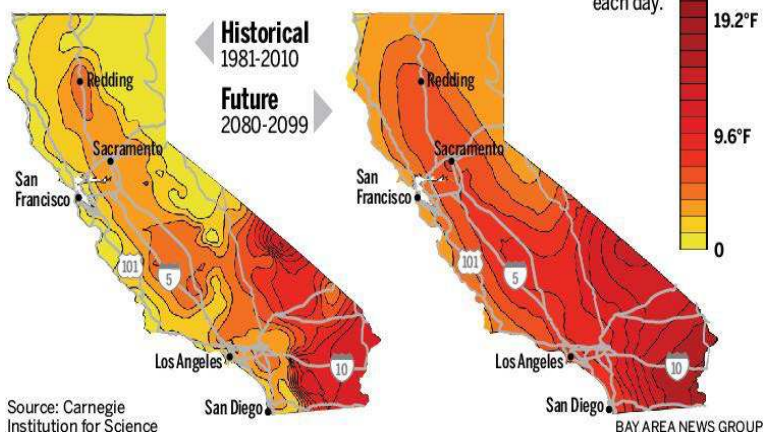 each day.
19.2°F
9.6°F
0
Historical
1981-2010
Future
2080-2099
Redding
Sacramento
San
Francisco
101
5
Los Angeles
10
San Diego
Redding
Sacramento
San
Francisco
101
5
Los Angeles
10
San Diego
Source: Carnegie
Institution for Science
BAY AREA NEWS GROUP